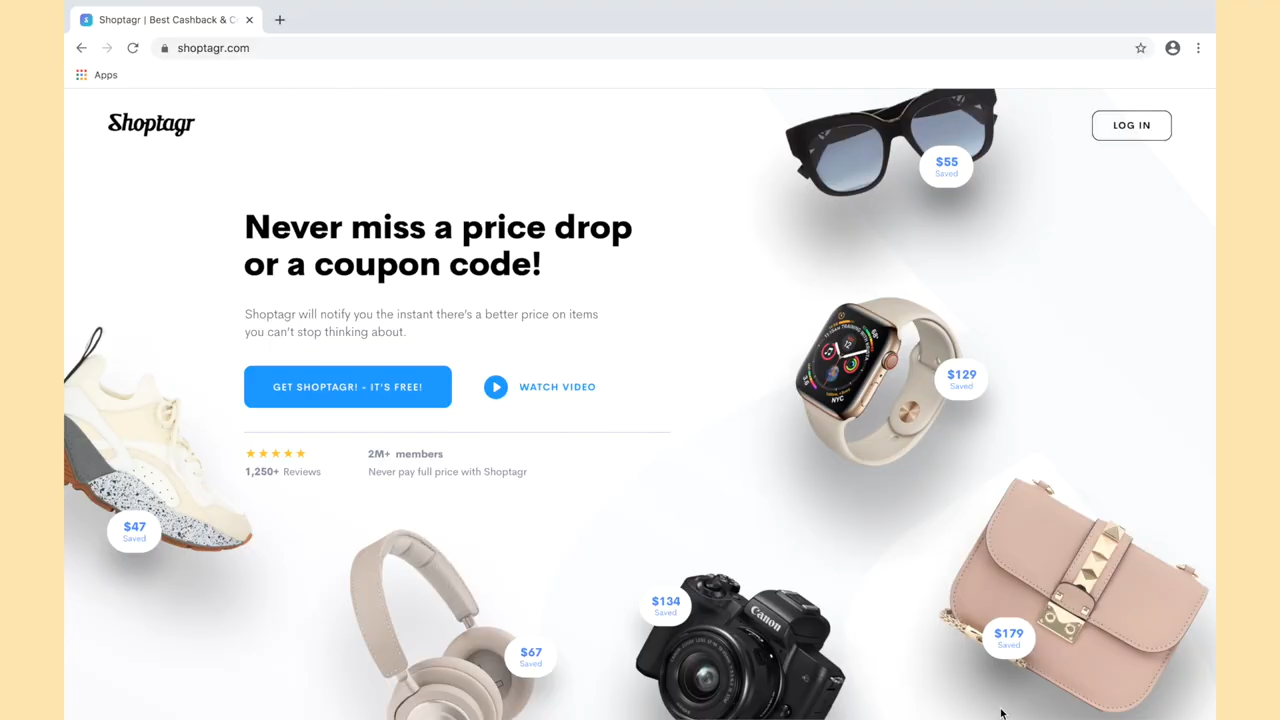 Shoptagr | Best Cashback & C
shoptagr.com
Apps
Shoptagr
LOG IN
$55
Saved
Never miss a price drop
or a coupon code!
Shoptagr will notify you the instant there's a better price on items
you can't stop thinking about.
GET SHOPTAGR! - IT'S FREE!
WATCH VIDEO
$129
Saved
NYC
1,250+ Reviews
2M+ members
Never pay full price with Shoptagr
$47
Saved
$67
Saved
$134
Saved
Canon
$179
Saved